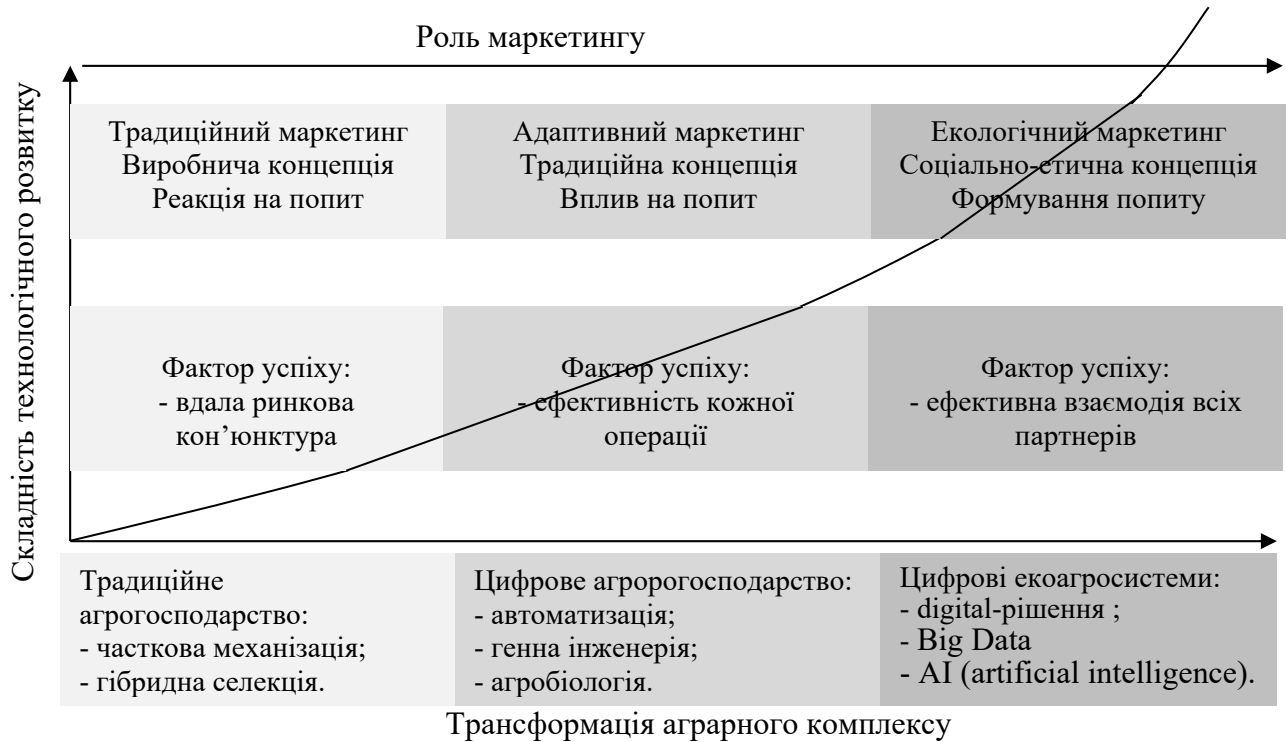 Роль маркетингу
Складність технологічного розвитку
Традиційний маркетинг
Виробнича концепція
Реакція на попит
Адаптивний маркетинг
Традиційна концепція
Вплив на попит
Екологічний маркетинг
Соціально-етична концепція
Формування попиту
Фактор успіху:
- вдала ринкова
кон’юнктура
Фактор успіху:
- ефективність кожної
операції
Фактор успіху:
- ефективна взаємодія всіх
партнерів
Традиційне
агрогосподарство:
- часткова механізація;
- гібридна селекція.
Цифрове агророгосподарство:
- автоматизація;
- генна інженерія;
- агробіологія.
Цифрові екоагросистеми:
- digital-рішення ;
- Big Data
- AI (artificial intelligence).
Трансформація аграрного комплексу